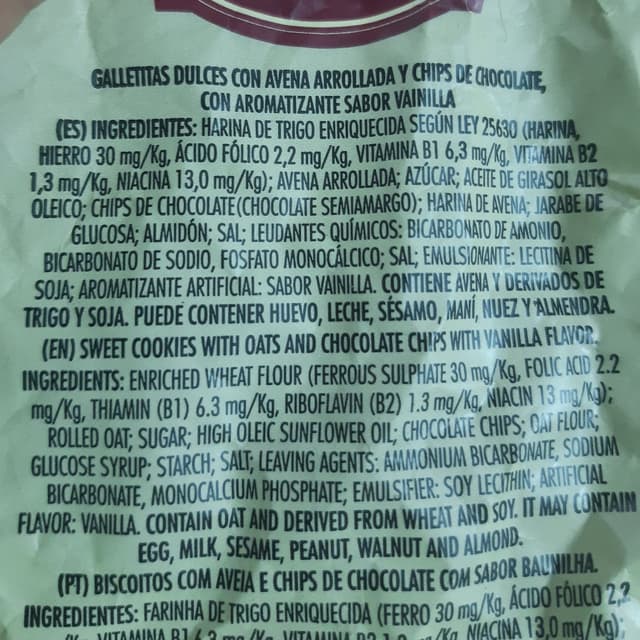 GALLETITAS DULCES CON AVENA ARROLLADA Y CHIPS DE CHOCOLATE,
CON AROMATIZANTE SABOR VAINILLA
(ES) INGREDIENTES: HARINA DE TRIGO ENRIQUECIDA SEGÚN LEY 25630 (HARINA,
HIERRO 30 mg/Kg, ÁCIDO FÓLICO 2,2 mg/Kg, VITAMINA B1 6,3 mg/Kg, VITAMINA B2
1,3 mg/Kg, NIACINA 13,0 mg/Kg); AVENA ARROLLADA; AZÚCAR; ACEITE DE GIRASOL ALTO
OLEICO; CHIPS DE CHOCOLATE (CHOCOLATE SEMIAMARGO); HARINA DE AVENA; JARABE DE
GLUCOSA; ALMIDÓN; SAL; LEUDANTES QUÍMICOS: BICARBONATO DE AMONIO,
BICARBONATO DE SODIO, FOSFATO MONOCÁLCICO; SAL; EMULSIONANTE: LECITINA DE
SOJA; AROMATIZANTE ARTIFICIAL: SABOR VAINILLA. CONTIENE AVENA Y DERIVADOS DE
TRIGO Y SOJA. PUEDE CONTENER HUEVO, LECHE, SÉSAMO, MANÍ, NUEZ Y ALMENDRA.
(EN) SWEET COOKIES WITH OATS AND CHOCOLATE CHIPS WITH VANILLA FLAVOR.
INGREDIENTS: ENRICHED WHEAT FLOUR (FERROUS SULPHATE 30 mg/Kg, FOLIC ACID 2.2
mg/Kg, THIAMIN (B1) 6.3 mg/Kg, RIBOFLAVIN (B2) 1.3 mg/Kg, NIACIN 13 mg/Kg);
ROLLED OAT; SUGAR; HIGH OLEIC SUNFLOWER OIL; CHOCOLATE CHIPS; OAT FLOUR;
GLUCOSE SYRUP; STARCH; SALT; LEAVING AGENTS: AMMONIUM BICARBONATE, SODIUM
BICARBONATE, MONOCALCIUM PHOSPHATE; EMULSIFIER: SOY LECITHIN; ARTIFICIAL
FLAVOR: VANILLA. CONTAIN OAT AND DERIVED FROM WHEAT AND SOY. IT MAY CONTAIN
EGG, MILK, SESAME, PEANUT, WALNUT AND ALMOND.
(PT) BISCOITOS COM AVEIA E CHIPS DE CHOCOLATE COM SABOR BAUNILHA.
INGREDIENTES: FARINHA DE TRIGO ENRIQUECIDA (FERRO 30 mg/Kg, ÁCIDO FÓLICO 2,2
VITAMINA B1 6,3 mg/Kg, VITAMINA B2 NIACINA 13,0 mg/Kg);